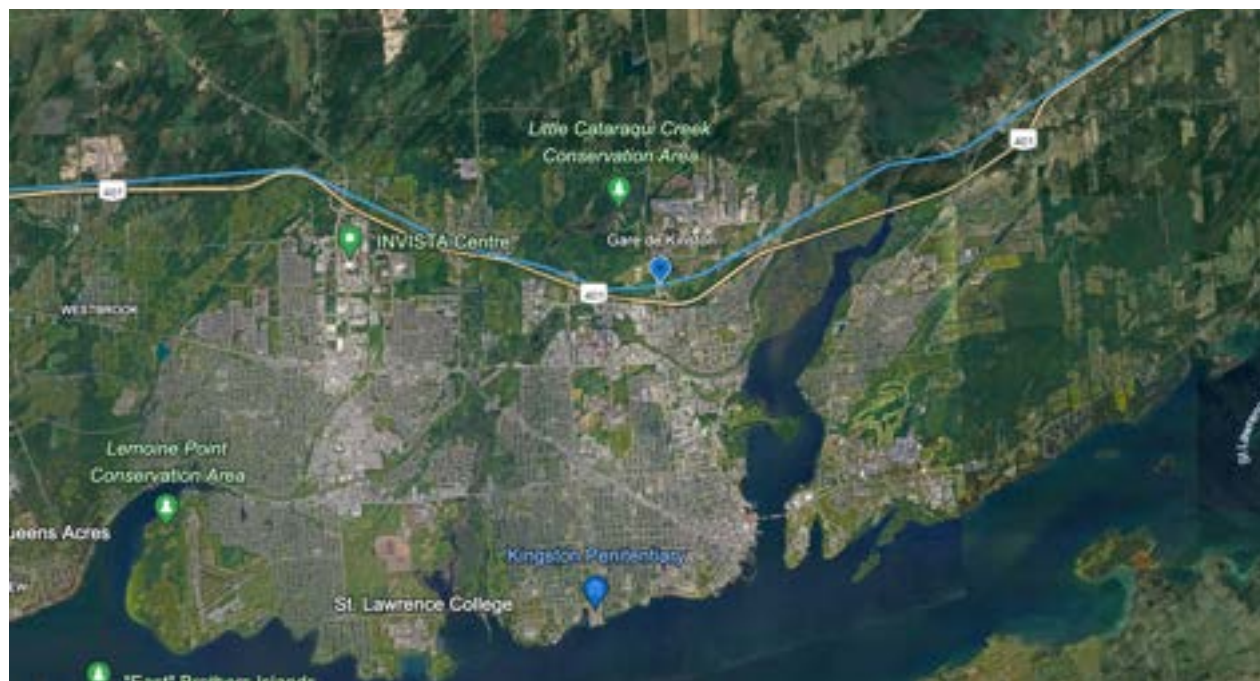 Little Cataraqui Creek
Conservation Area
401
401
Gare de Kinston
INVISTA Centre
401
WESTBROOK
Lemoine Point
Conservation Area
ueens Acres
Kingston Penitentiary
St. Lawrence College
"East" Brothers Islands